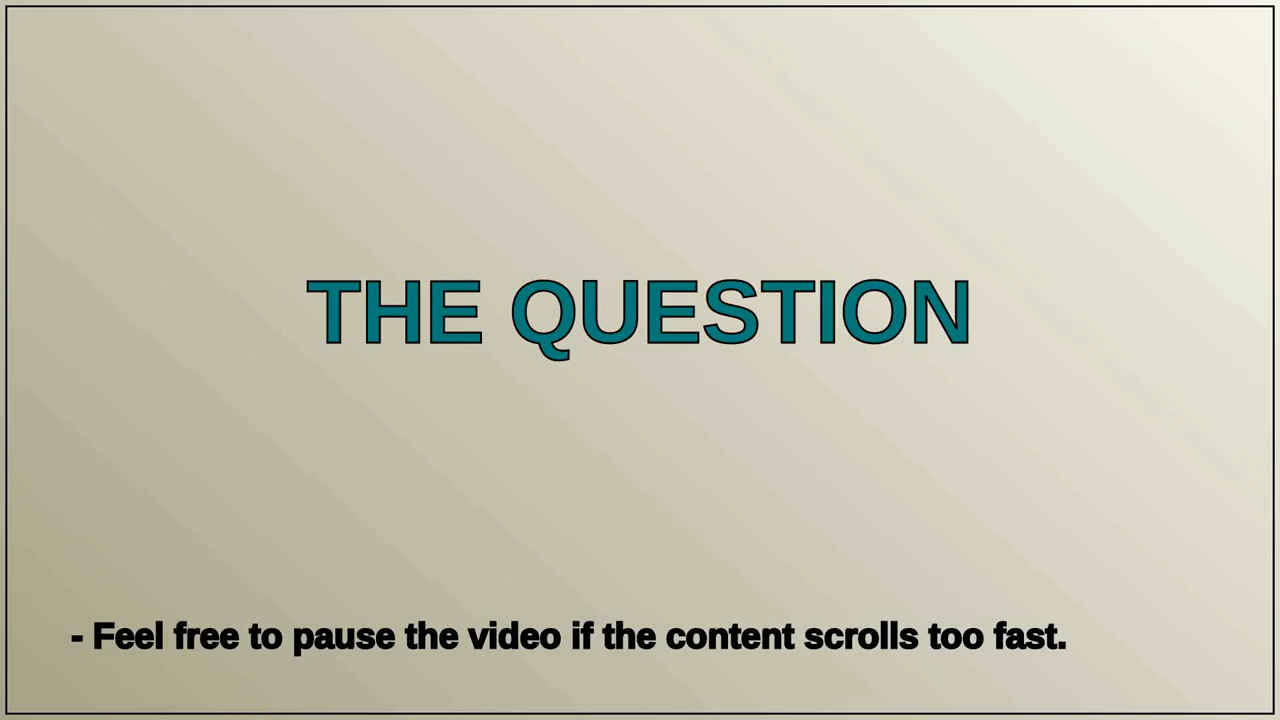 THE QUESTION
- Feel free to pause the video if the content scrolls too fast.